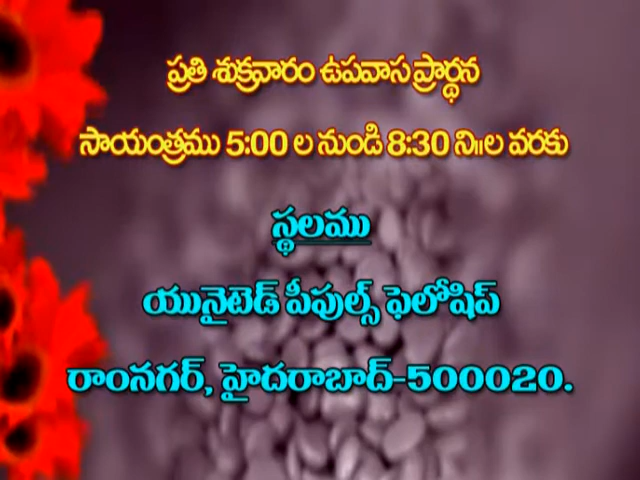 ప్రతి శుక్రవారం ఉపవాస ప్రార్థన
సాయంత్రము 5:00 ల నుండి 8:30 ని॥ల వరకు
స్థలము
యునైటెడ్ పీపుల్స్ ఫెలోషిప్
రాంనగర్, హైదరాబాద్-500020.